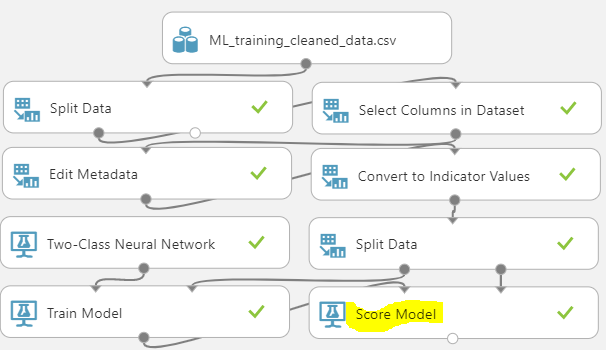 ML_training_cleaned_data.csv
Split Data
Select Columns in Dataset
Edit Metadata
Convert to Indicator Values
Two-Class Neural Network
Split Data
Train Model
Score Model